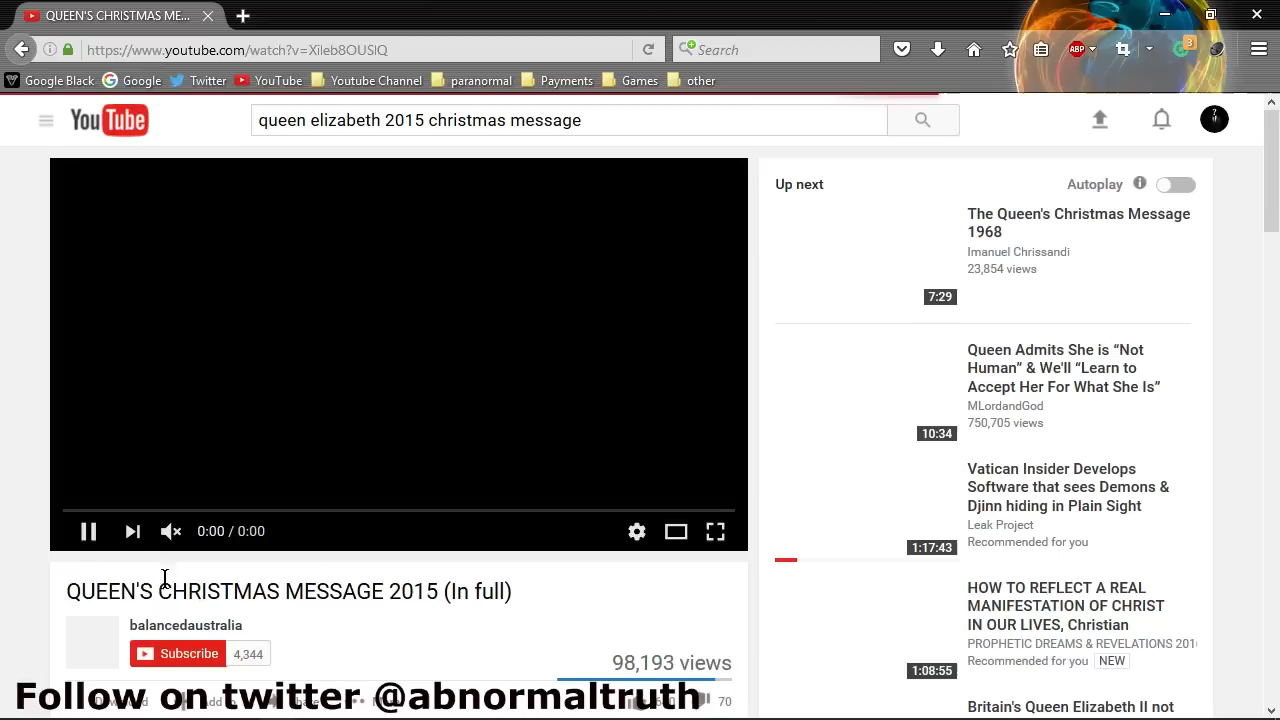 QUEEN'S CHRISTMAS ME...
https://www.youtube.com/watch?v=Xileb8OUSlQ
Search
ABP
3
Google Black
Google
Twitter
YouTube
Youtube Channel
paranormal
Payments
Games
other
YouTube
queen elizabeth 2015 christmas message
Up next
Autoplay
The Queen's Christmas Message
1968
Imanuel Chrissandi
23,854 views
7:29
Queen Admits She is “Not
Human” & We'll “Learn to
Accept Her For What She Is”
MLordandGod
750,705 views
10:34
Vatican Insider Develops
Software that sees Demons &
Djinn hiding in Plain Sight
Leak Project
Recommended for you
1:17:43
HOW TO REFLECT A REAL
MANIFESTATION OF CHRIST
IN OUR LIVES, Christian
PROPHETIC DREAMS & REVELATIONS 201
Recommended for you NEW
1:08:55
Britain's Queen Elizabeth II not
0:00 / 0:00
QUEEN'S CHRISTMAS MESSAGE 2015 (In full)
balancedaustralia
Subscribe 4,344
98,193 views
70
Follow on twitter @abnormaltruth